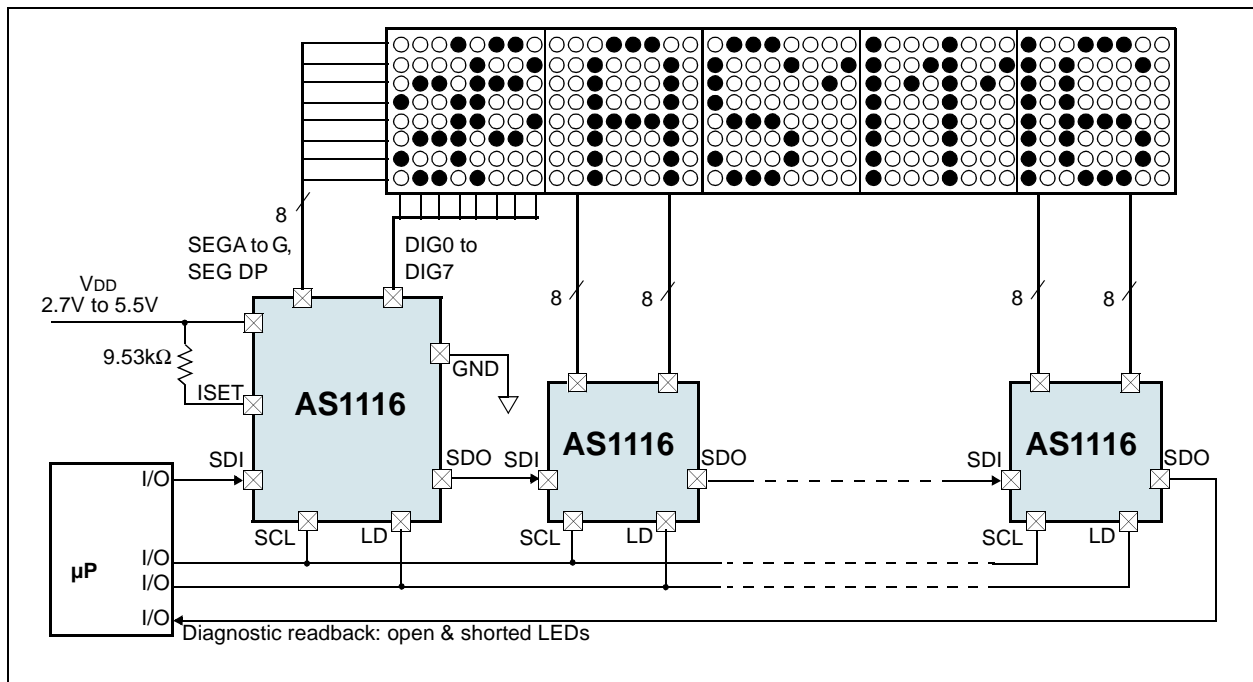 8
SEGA to G,
SEG DP
DIG0 to
DIG7
VDD
2.7V to 5.5V
9.53kΩ
ISET
GND
AS1116
8
8
8
8
AS1116
AS1116
SDI
SDO
SDI
SDO
SDI
SDO
I/O
SCL
LD
SCL
LD
SCL
LD
µP
I/O
I/O
I/O
Diagnostic readback: open & shorted LEDs